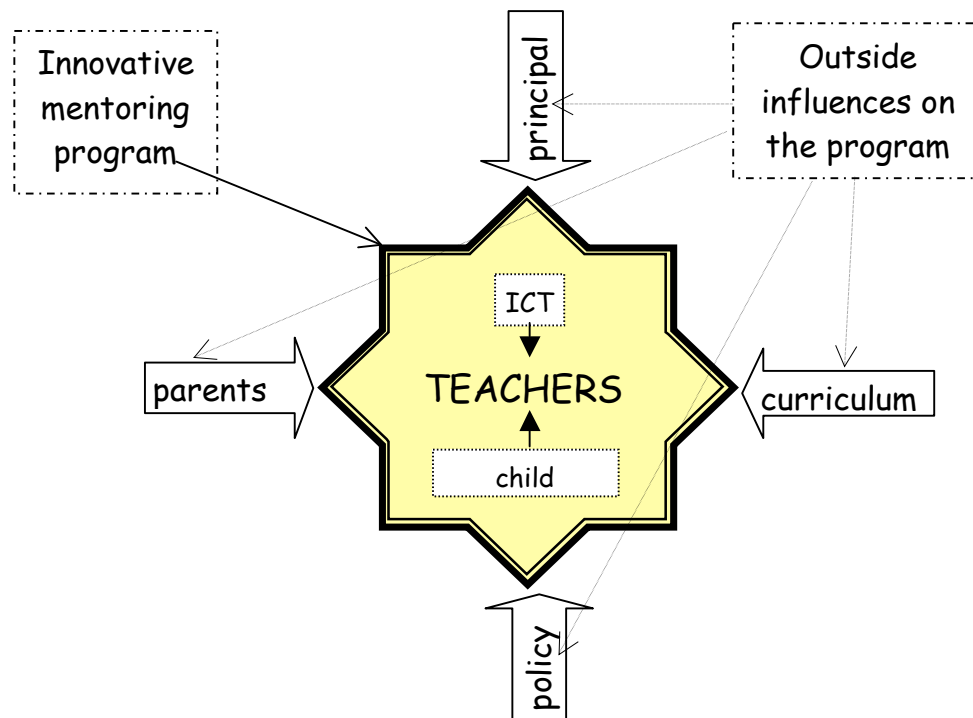 Innovative
mentoring
program
principal
Outside
influences on
the program
ICT
parents
TEACHERS
curriculum
child
policy